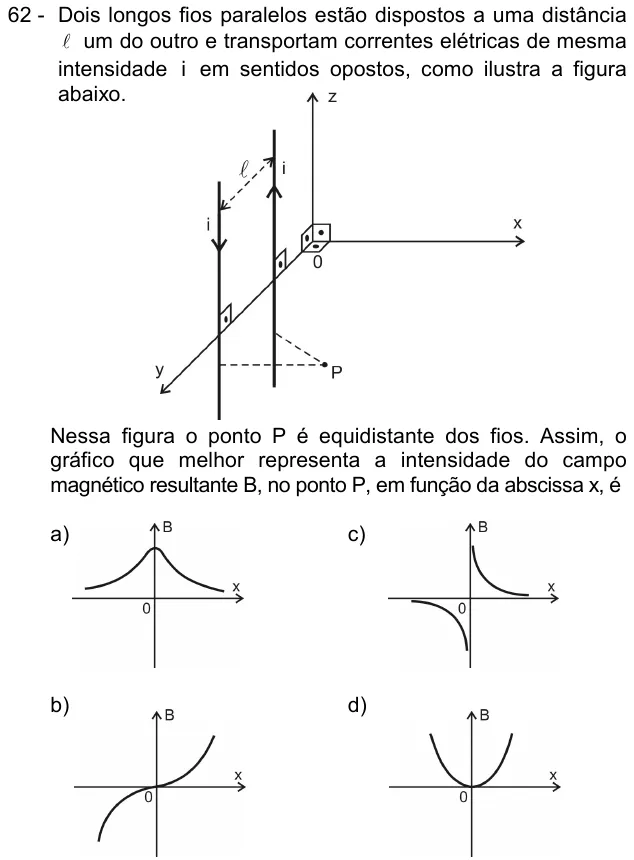 62 - Dois longos fios paralelos estão dispostos a uma distância
ℓ um do outro e transportam correntes elétricas de mesma
intensidade i em sentidos opostos, como ilustra a figura
abaixo.
z
ℓ
i
i
x
0
y
P
Nessa figura o ponto P é equidistante dos fios. Assim, o
gráfico que melhor representa a intensidade do campo
magnético resultante B, no ponto P, em função da abscissa x, é
a)
B
x
0
c)
B
x
0
b)
B
x
0
d)
B
x
0